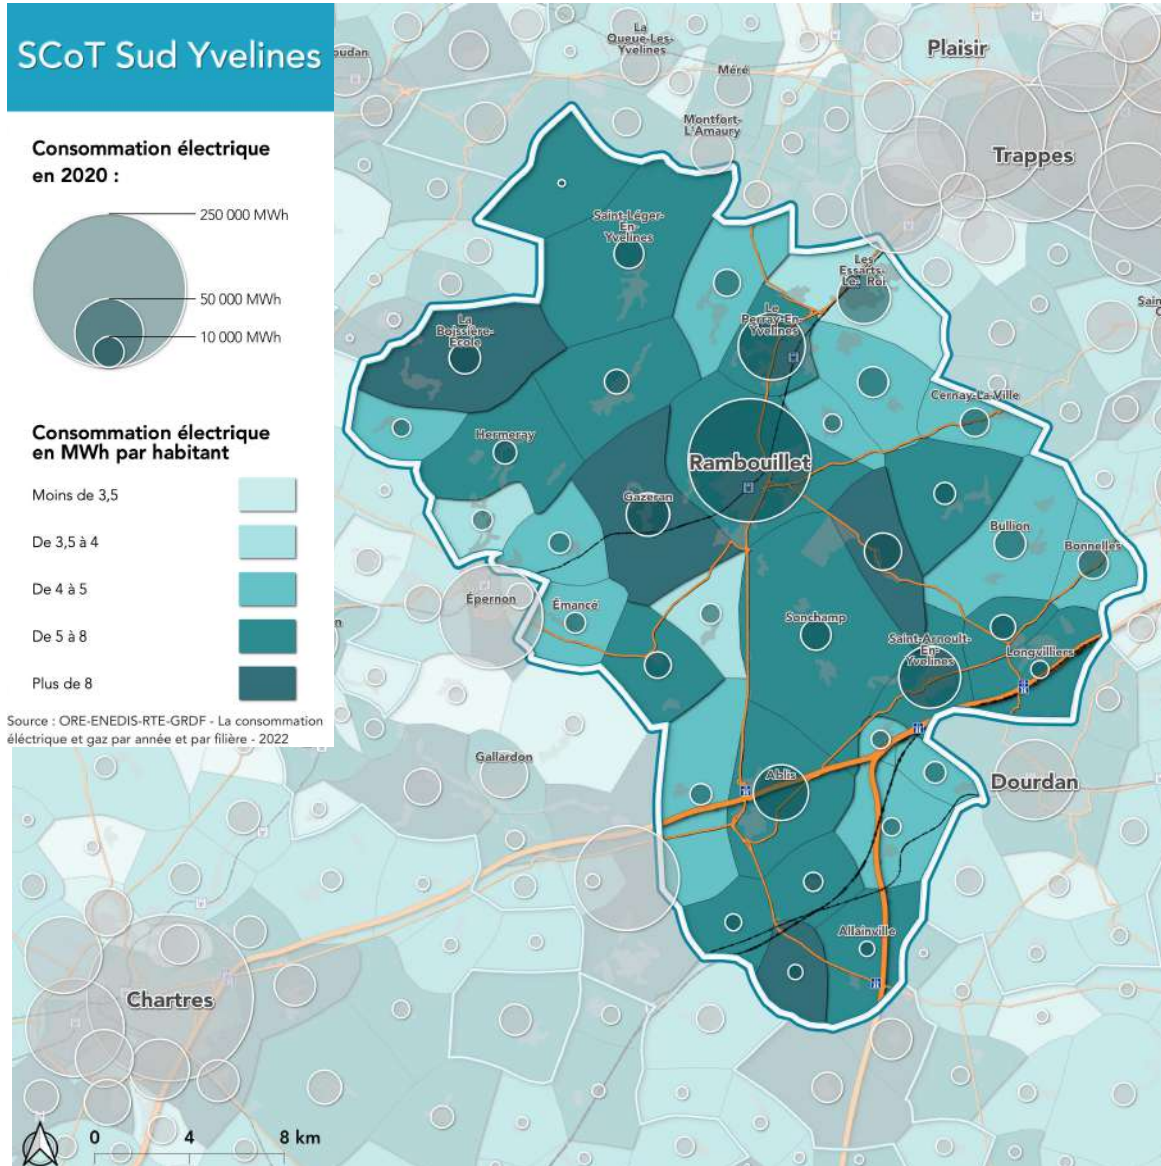 SCoT Sud Yvelines
Consommation électrique
en 2020 :
250 000 MWh
50 000 MWh
10 000 MWh
Consommation électrique
en MWh par habitant
Moins de 3,5
De 3,5 à 4
De 4 à 5
De 5 à 8
Plus de 8
Source : ORE-ENEDIS-RTE-GRDF - La consommation
éléctrique et gaz par année et par filière - 2022
La
Queue-Les-
Yvelines
Plaisir
Méré
Montfort-
L'Amaury
Trappes
Saint-Léger-
En-
Yvelines
Les
Essarts-
Le- Roi
La
Boissière-
École
Le
Perray-En-
Yvelines
Cernay-La-Ville
Hermeray
Rambouillet
Gazeran
Bullion
Bonnelles
Épernon
Émancé
Sonchamp
Saint-Arnoult-
En-
Yvelines
Longvilliers
Gallardon
Ablis
Dourdan
Allainville
Chartres
0 4 8 km